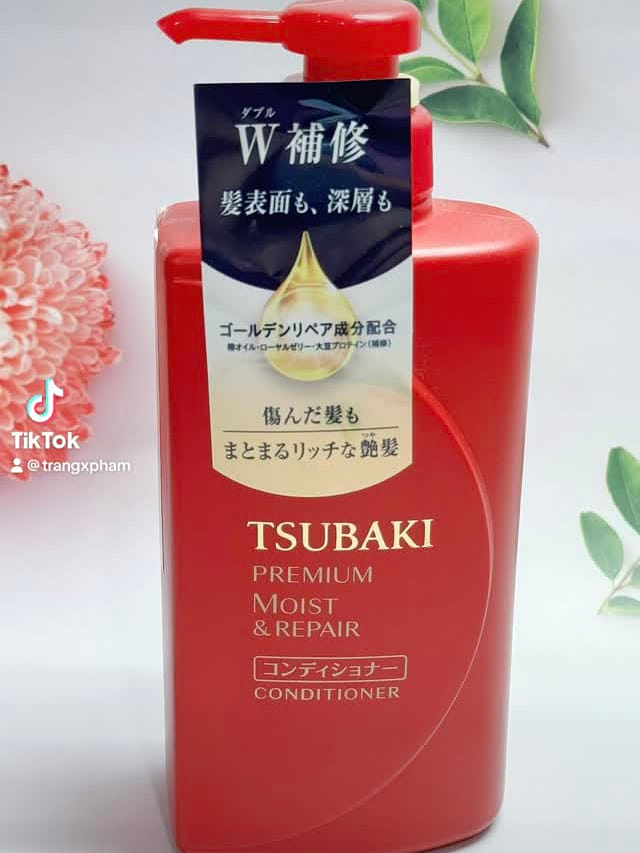 ダブル
W補修
髪表面も、深層も
ゴールデンリペア成分配合
椿オイル・ローヤルゼリー・大豆プロテイン(補修)
傷んだ髪も
つや
まとまるリッチな艶髪
TSUBAKI
PREMIUM
MOIST
& REPAIR
コンディショナー
CONDITIONER
TikTok
@trangxpham